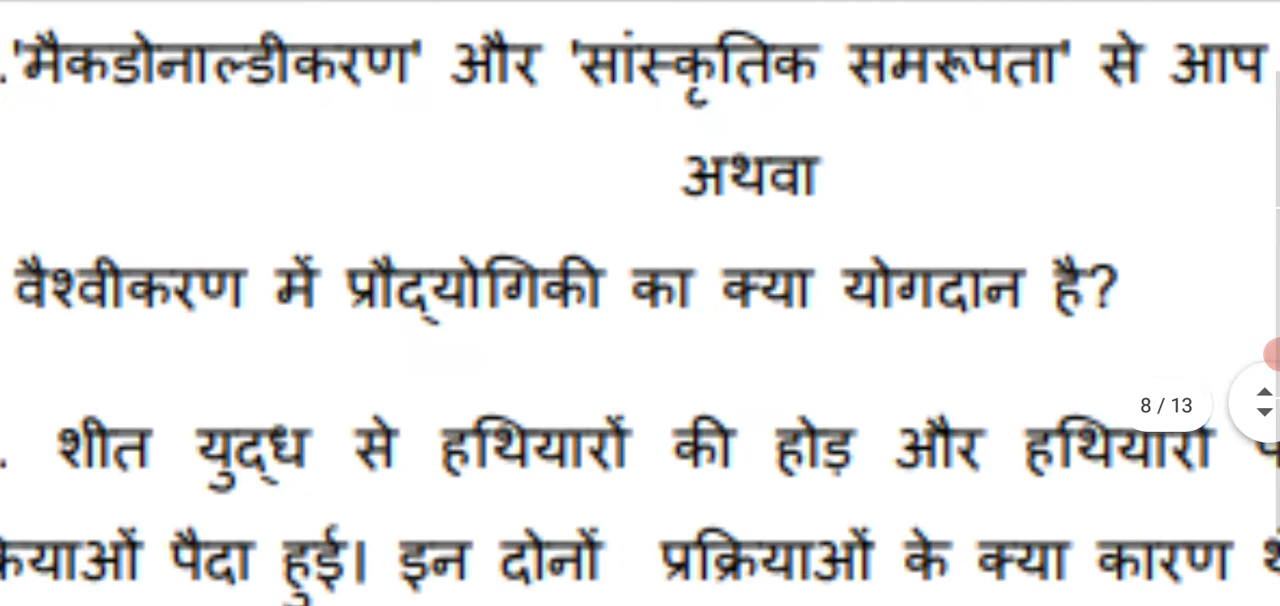 .'मैकडोनाल्डीकरण' और 'सांस्कृतिक समरूपता' से आप
अथवा
वैश्वीकरण में प्रौद्योगिकी का क्या योगदान है?
8 / 13
. शीत युद्ध से हथियारों की होड़ और हथियारों
पैदा हुई। इन दोनों प्रक्रियाओं के क्या कारण